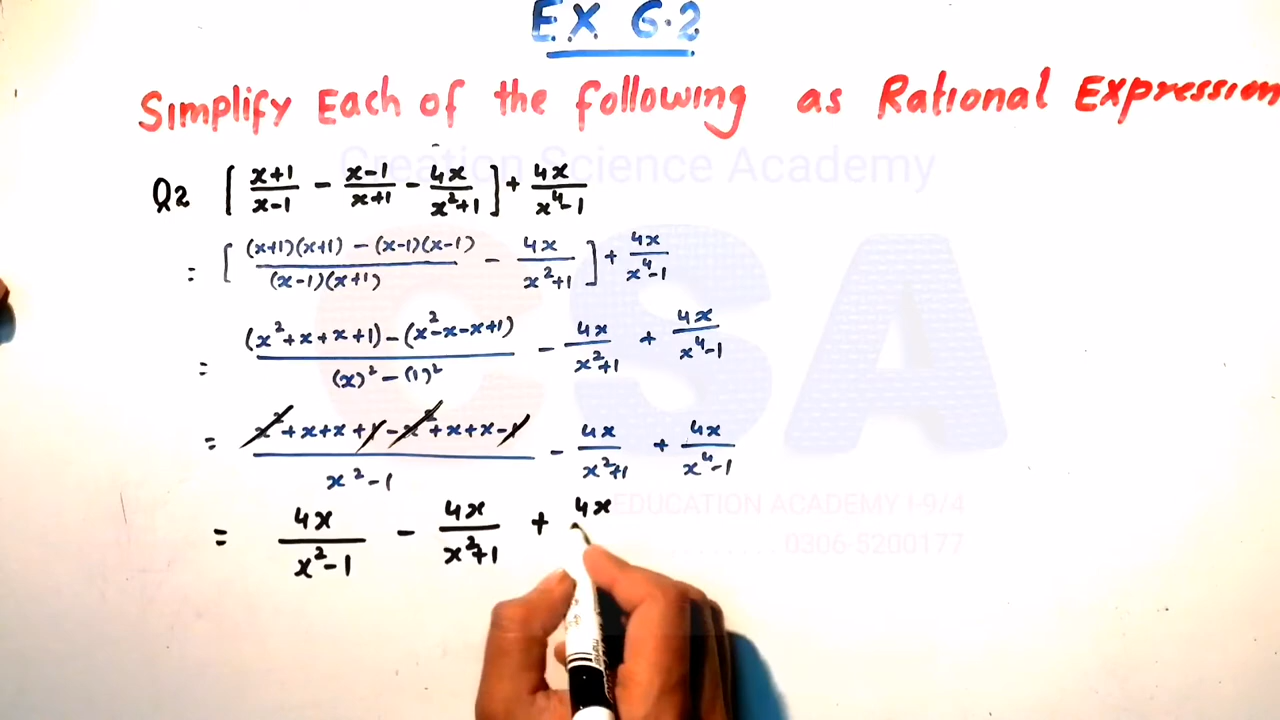 EX 6.2
Simplify Each of the following as Rational Expression
Creation Science Academy
Q2 [ x+1/x-1 - x-1/x+1 - 4x/x²+1 ] + 4x/x⁴-1
= [ (x+1)(x+1) - (x-1)(x-1)/(x-1)(x+1) - 4x/x²+1 ] + 4x/x⁴-1
= (x²+x+x+1)-(x²-x-x+1)/(x)²-(1)² - 4x/x²+1 + 4x/x⁴-1
= x²+x+x+1-x²+x+x-1/x²-1 - 4x/x²+1 + 4x/x⁴-1
CSA
EDUCATION ACADEMY I-9/4
= 4x/x²-1 - 4x/x²+1 + 4x
0306-5200177